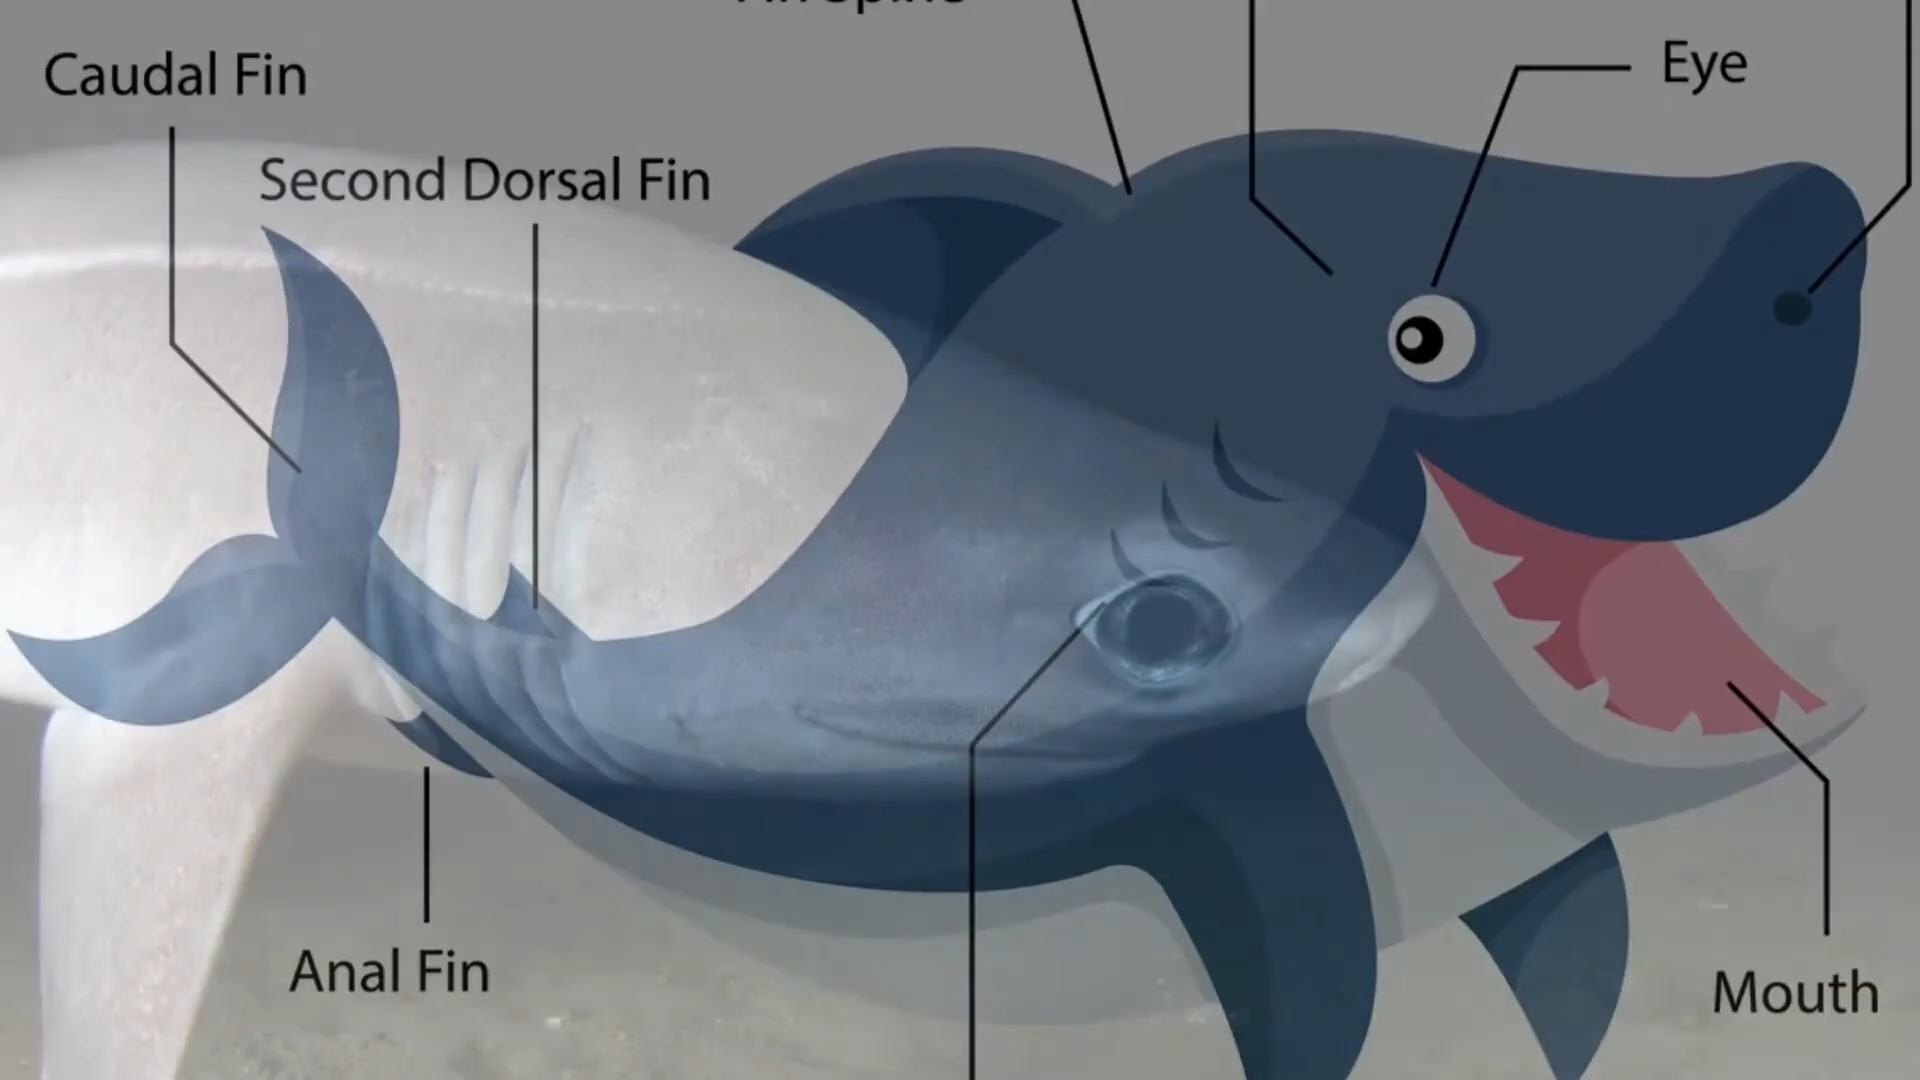 Caudal Fin
Eye
Second Dorsal Fin
Anal Fin
Mouth